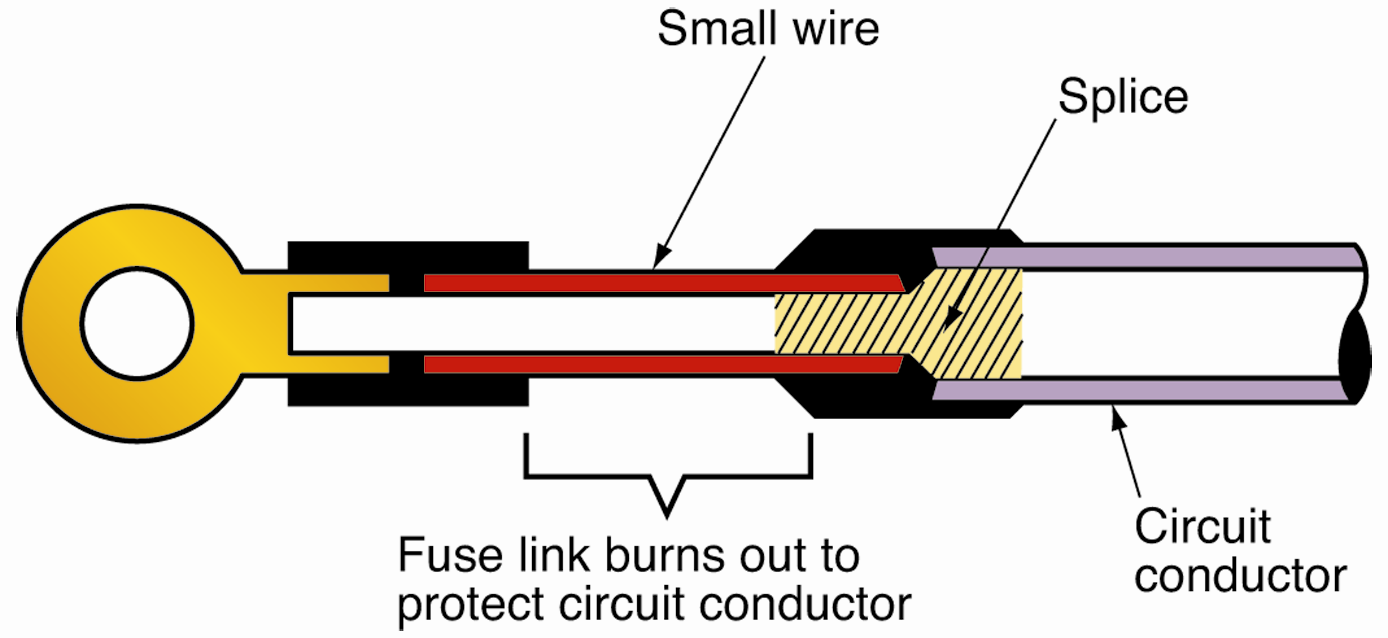 Small wire
Splice
Fuse link burns out to
protect circuit conductor
Circuit
conductor